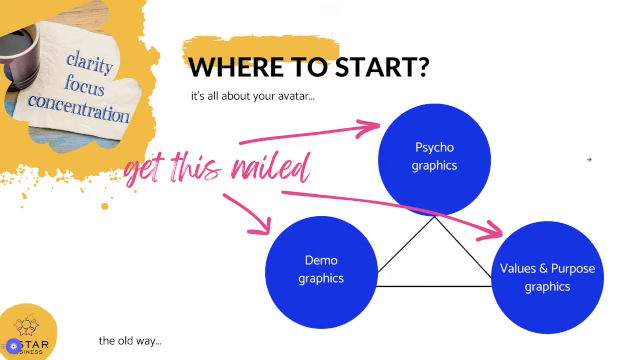 clarity
focus
concentration
WHERE TO START?
it's all about your avatar...
get this nailed
Psycho
graphics
Demo
graphics
Values & Purpose
graphics
STAR
the old way...